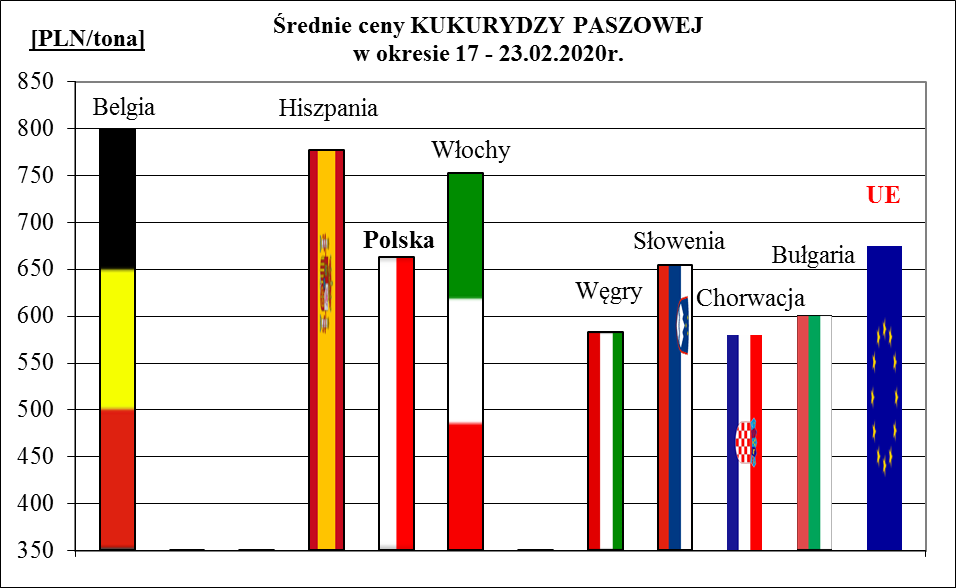 Średnie ceny KUKURYDZY PASZOWEJ
w okresie 17 - 23.02.2020r.
[PLN/tona]
850
800
750
700
650
600
550
500
450
400
350
Belgia
Hiszpania
Polska
Włochy
Węgry
Słowenia
Chorwacja
Bułgaria
UE